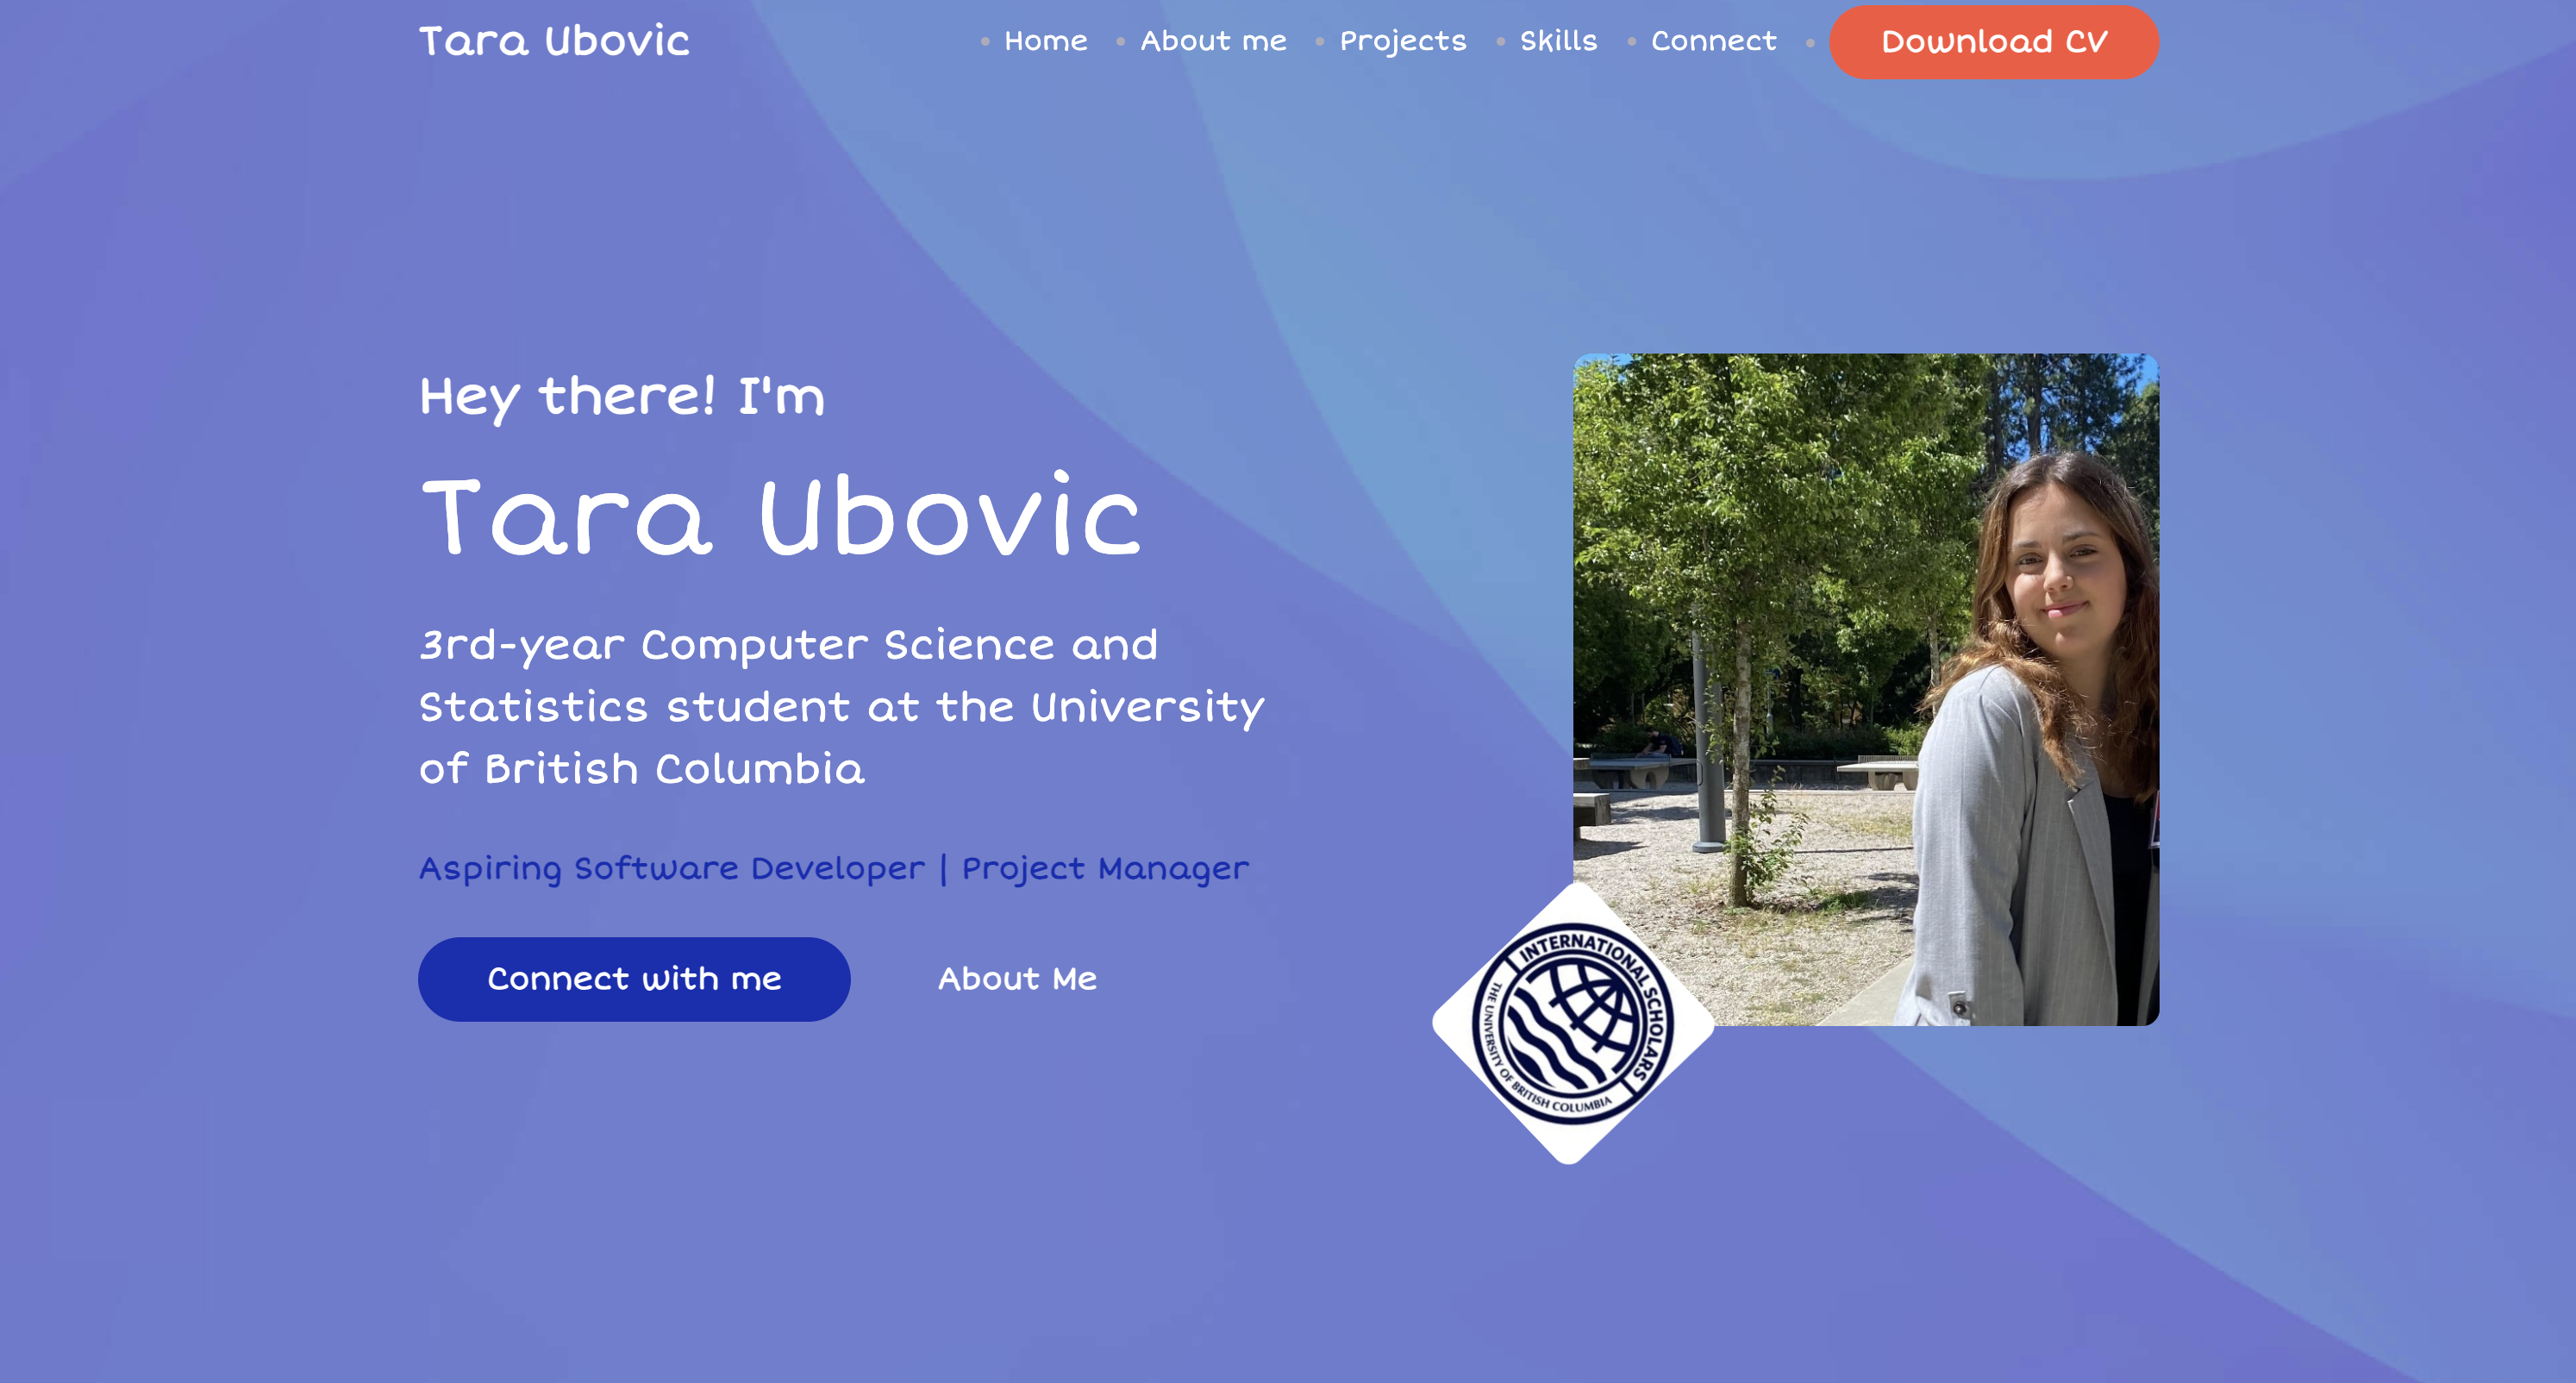 Tara Ubovic
Home
About me
Projects
Skills
Connect
Download CV
Hey there! I'm
Tara Ubovic
3rd-year Computer Science and
Statistics student at the University
of British Columbia
Aspiring Software Developer | Project Manager
Connect with me
About Me
INTERNATIONAL SCHOLARS
THE UNIVERSITY OF BRITISH COLUMBIA